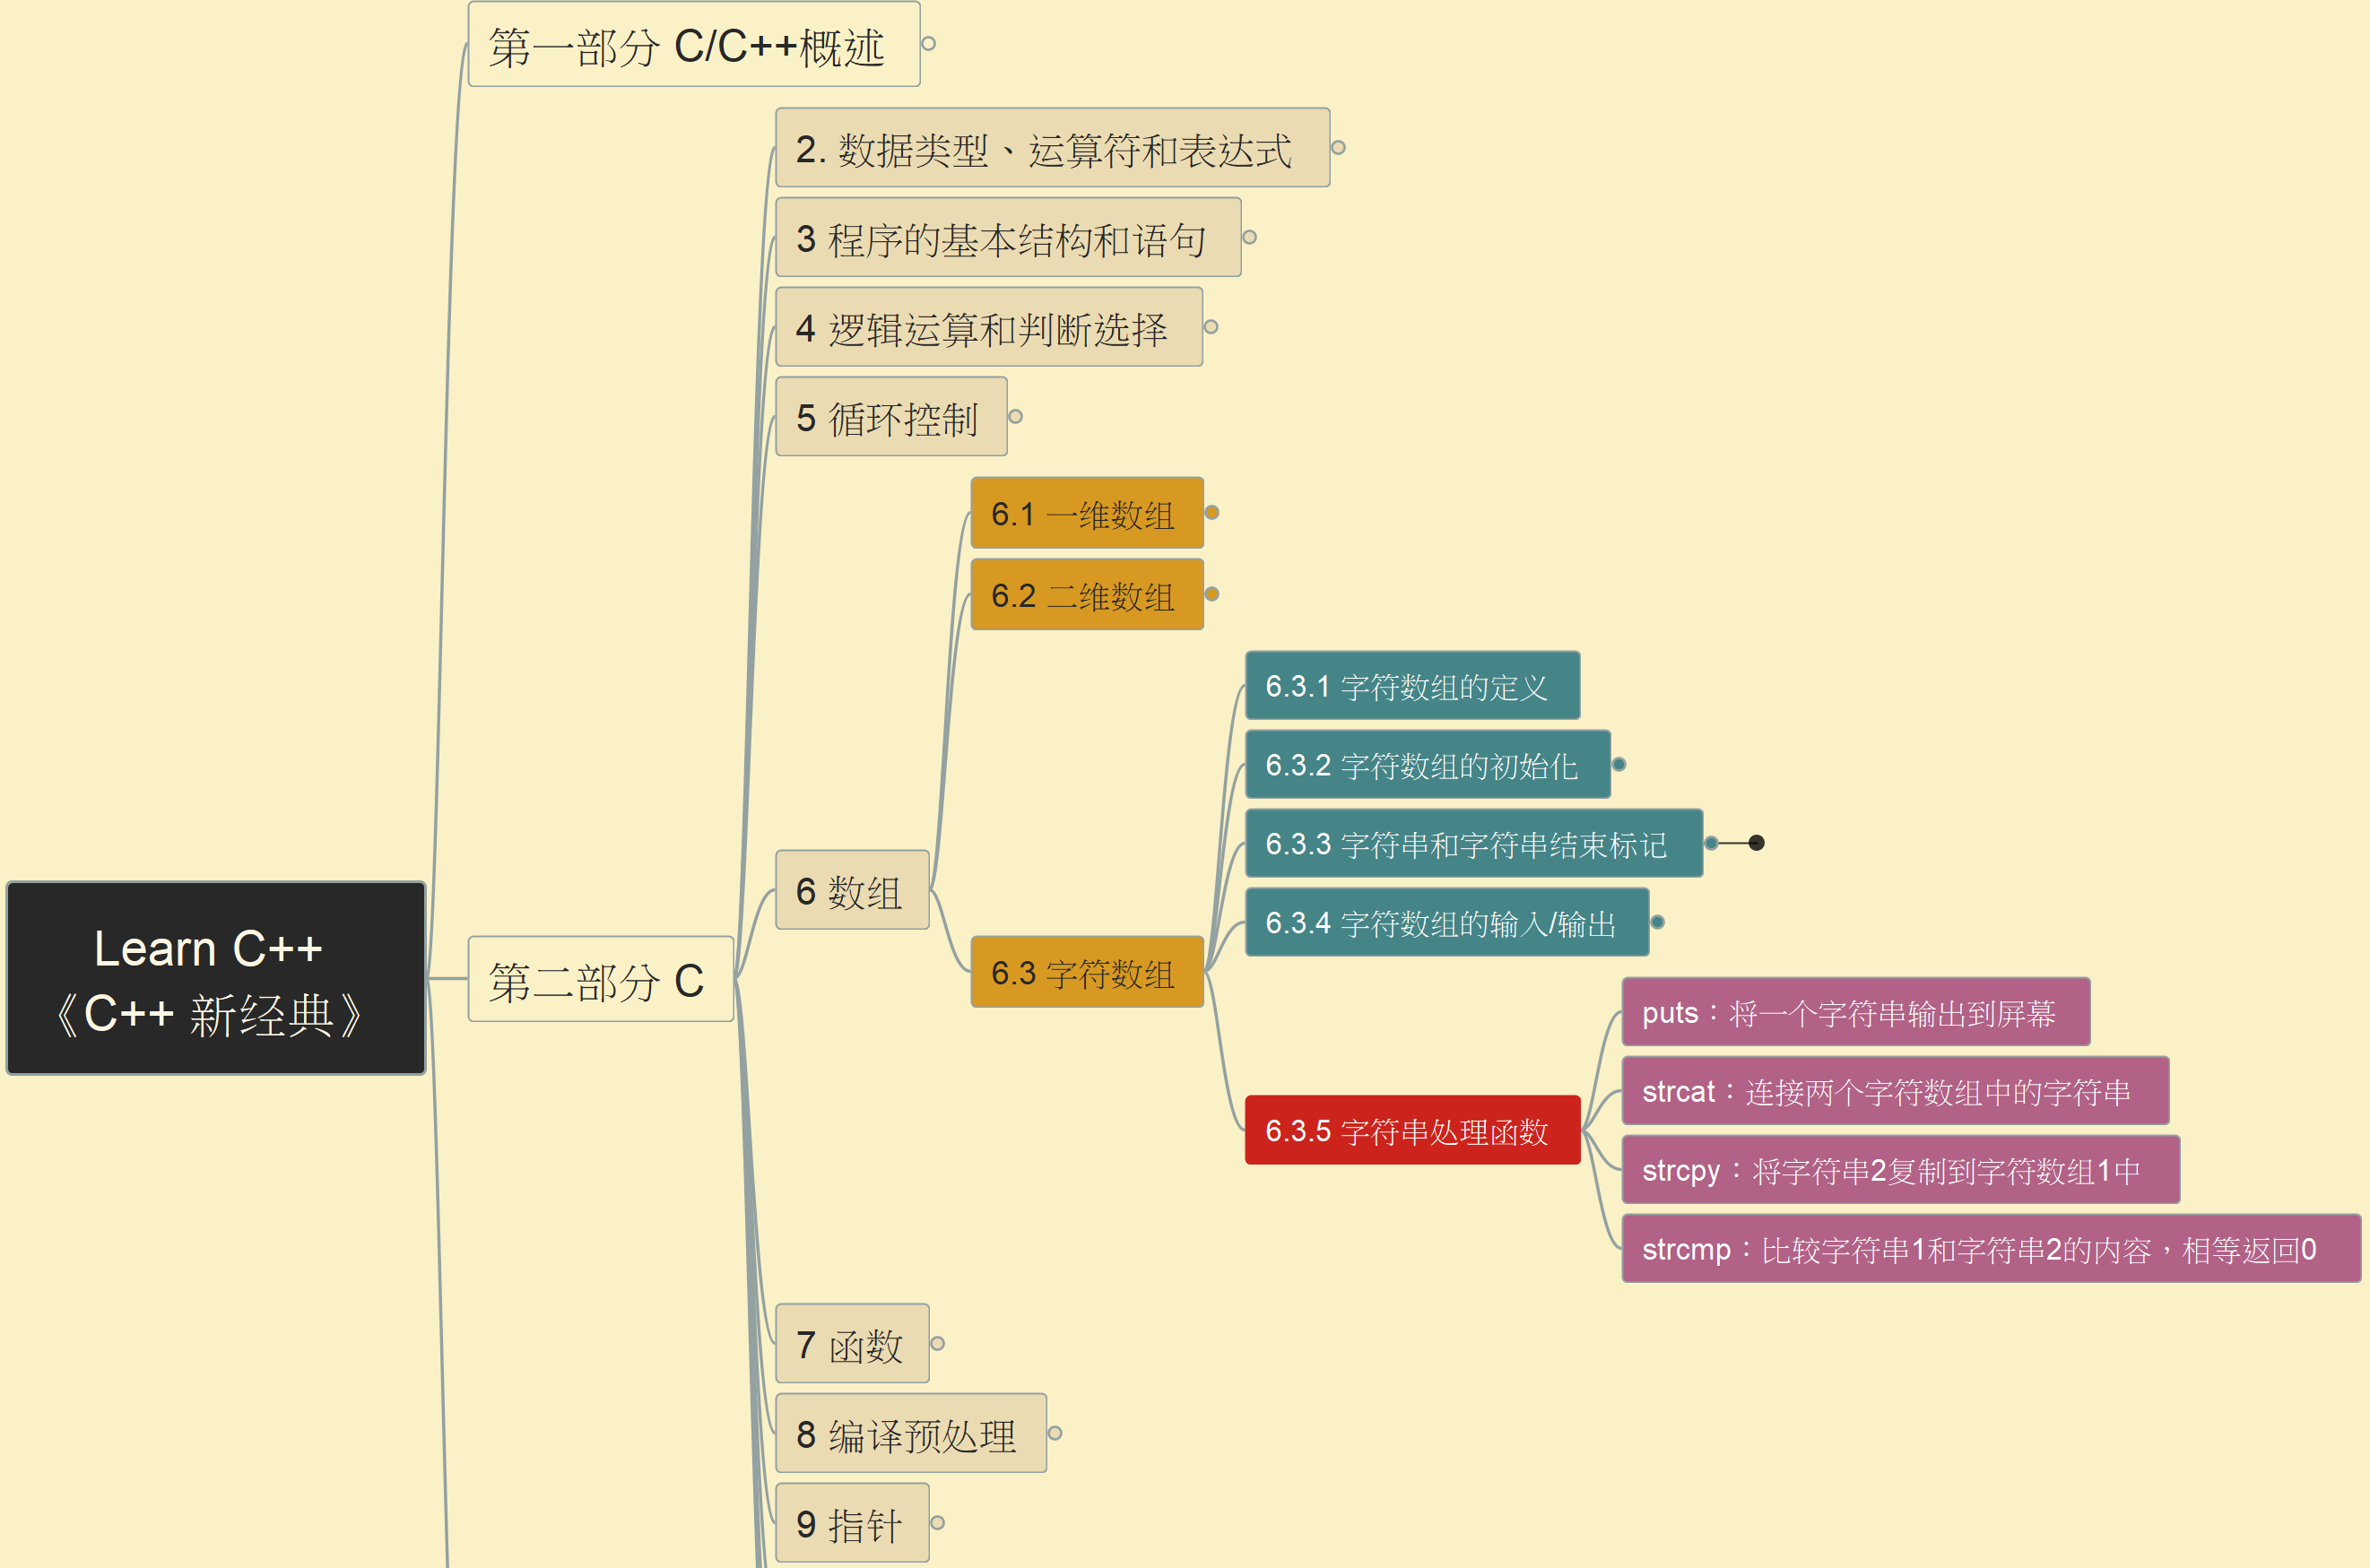 第一部分 C/C++概述
2. 数据类型、运算符和表达式
3 程序的基本结构和语句
4 逻辑运算和判断选择
5 循环控制
6.1 一维数组
6.2 二维数组
6.3.1 字符数组的定义
6.3.2 字符数组的初始化
6.3.3 字符串和字符串结束标记
6 数组
6.3.4 字符数组的输入/输出
Learn C++
《C++ 新经典》
第二部分 C
6.3 字符数组
puts：将一个字符串输出到屏幕
strcat：连接两个字符数组中的字符串
6.3.5 字符串处理函数
strcpy：将字符串2复制到字符数组1中
strcmp：比较字符串1和字符串2的内容，相等返回0
7 函数
8 编译预处理
9 指针